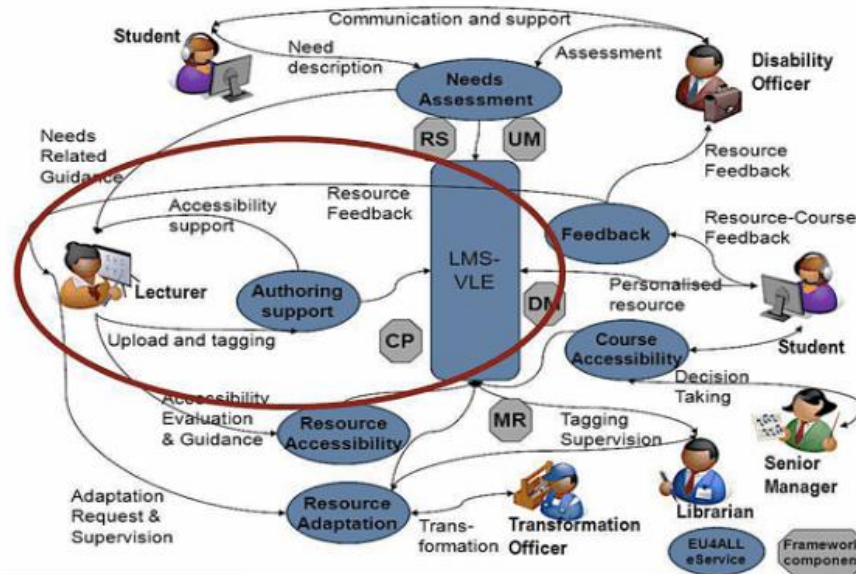 Communication and support
Student
Need
description
Assessment
Disability
Officer
Needs
Assessment
RS
UM
Needs
Related
Guidance
Resource
Feedback
Resource
Feedback
Accessibility
support
Resource-Course
Feedback
Feedback
LMS-
VLE
Lecturer
Authoring
support
DM
Personalised
resource
Upload and tagging
CP
Course
Accessibility
Student
Decision
Taking
Accessibility
Evaluation
& Guidance
Resource
Accessibility
MR
Tagging
Supervision
Senior
Manager
Adaptation
Request &
Supervision
Resource
Adaptation
Trans-
formation
Transformation
Officer
Librarian
EU4ALL
eService
Framework
component